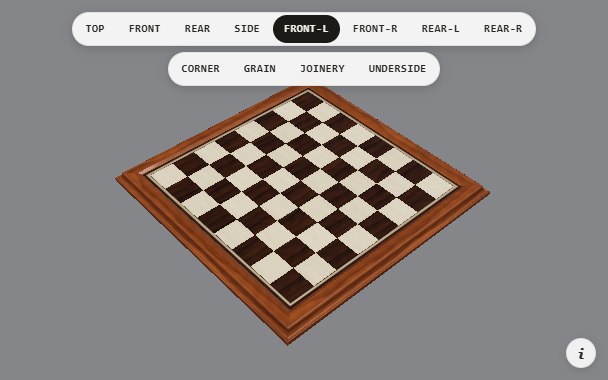 TOP FRONT REAR SIDE FRONT-L FRONT-R REAR-L REAR-R
CORNER GRAIN JOINERY UNDERSIDE
i